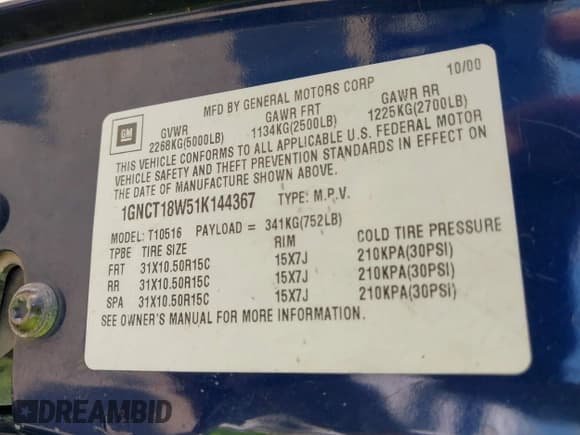 MFD BY GENERAL MOTORS CORP 10/00
GM
GVWR GAWR FRT GAWR RR
2268KG(5000LB) 1134KG(2500LB) 1225KG(2700LB)
THIS VEHICLE CONFORMS TO ALL APPLICABLE U.S. FEDERAL MOTOR
VEHICLE SAFETY AND THEFT PREVENTION STANDARDS IN EFFECT ON
THE DATE OF MANUFACTURE SHOWN ABOVE.
1GNCT18W51K144367 TYPE: M.P.V.
MODEL: T10516 PAYLOAD = 341KG(752LB)
TPBE TIRE SIZE RIM COLD TIRE PRESSURE
FRT 31X10.50R15C 15X7J 210KPA(30PSI)
RR 31X10.50R15C 15X7J 210KPA(30PSI)
SPA 31X10.50R15C 15X7J 210KPA(30PSI)
SEE OWNER'S MANUAL FOR MORE INFORMATION.
DREAMBID